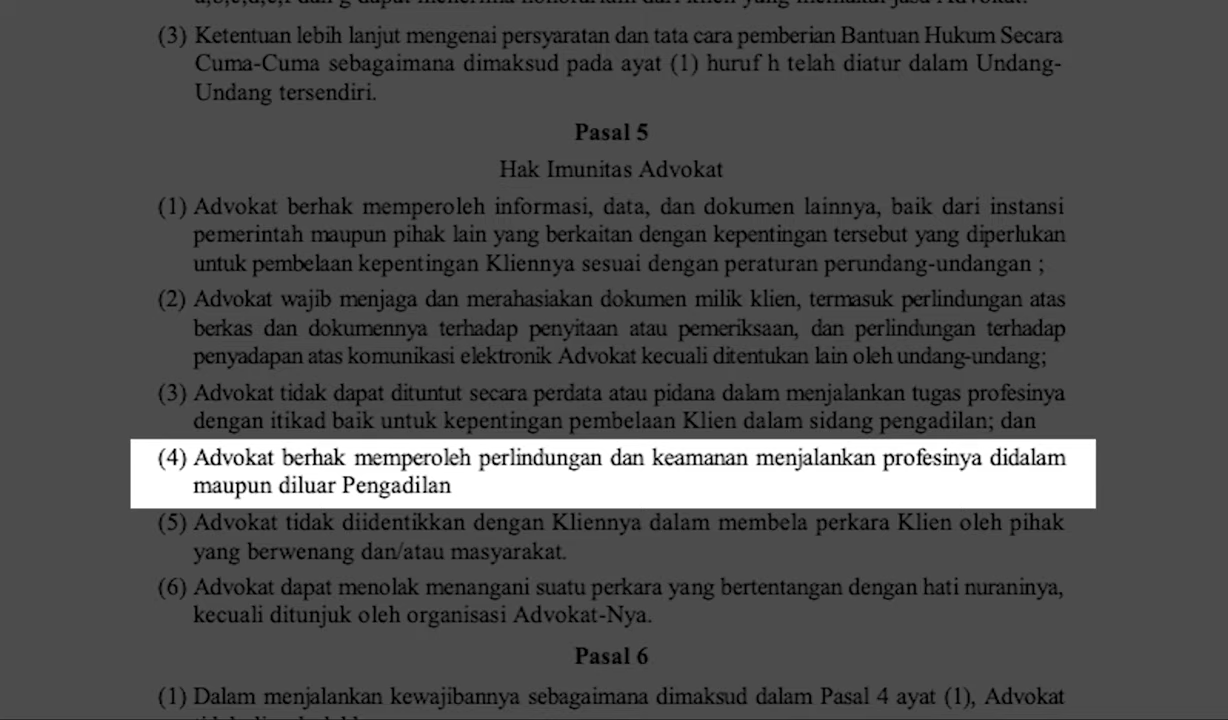 (3) Ketentuan lebih lanjut mengenai persyaratan dan tata cara pemberian Bantuan Hukum Secara
Cuma-Cuma sebagaimana dimaksud pada ayat (1) huruf h telah diatur dalam Undang-
Undang tersendiri.
Pasal 5
Hak Imunitas Advokat
(1) Advokat berhak memperoleh informasi, data, dan dokumen lainnya, baik dari instansi
pemerintah maupun pihak lain yang berkaitan dengan kepentingan tersebut yang diperlukan
untuk pembelaan kepentingan Kliennya sesuai dengan peraturan perundang-undangan ;
(2) Advokat wajib menjaga dan merahasiakan dokumen milik klien, termasuk perlindungan atas
berkas dan dokumennya terhadap penyitaan atau pemeriksaan, dan perlindungan terhadap
penyadapan atas komunikasi elektronik Advokat kecuali ditentukan lain oleh undang-undang;
(3) Advokat tidak dapat dituntut secara perdata atau pidana dalam menjalankan tugas profesinya
dengan itikad baik untuk kepentingan pembelaan Klien dalam sidang pengadilan; dan
(4) Advokat berhak memperoleh perlindungan dan keamanan menjalankan profesinya didalam
maupun diluar Pengadilan
(5) Advokat tidak diidentikkan dengan Kliennya dalam membela perkara Klien oleh pihak
yang berwenang dan/atau masyarakat.
(6) Advokat dapat menolak menangani suatu perkara yang bertentangan dengan hati nuraninya,
kecuali ditunjuk oleh organisasi Advokat-Nya.
Pasal 6
(1) Dalam menjalankan kewajibannya sebagaimana dimaksud dalam Pasal 4 ayat (1), Advokat